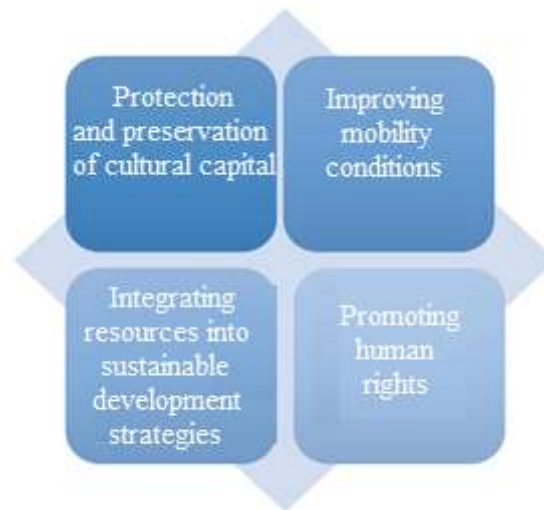 Protection
and preservation
of cultural capital
Improving
mobility
conditions
Integrating
resources into
sustainable
development
strategies
Promoting
human
rights